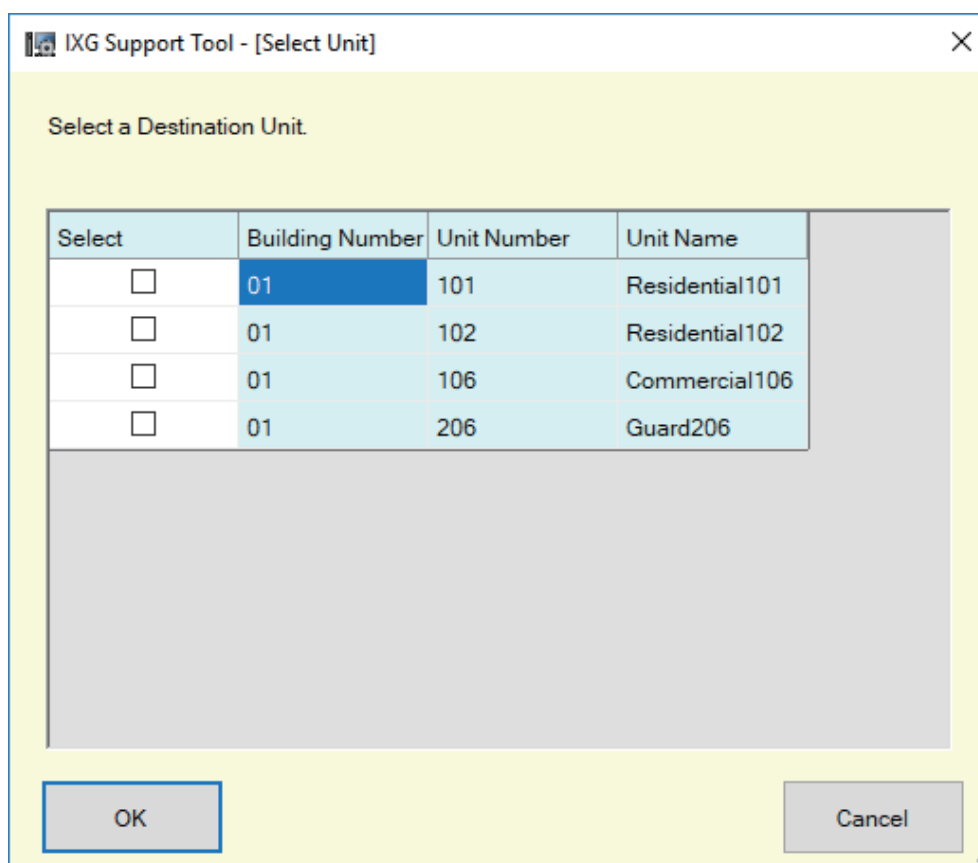 IXG Support Tool - [Select Unit]
Select a Destination Unit.
Select Building Number Unit Number Unit Name
01 101 Residential101
01 102 Residential102
01 106 Commercial106
01 206 Guard206
OK Cancel